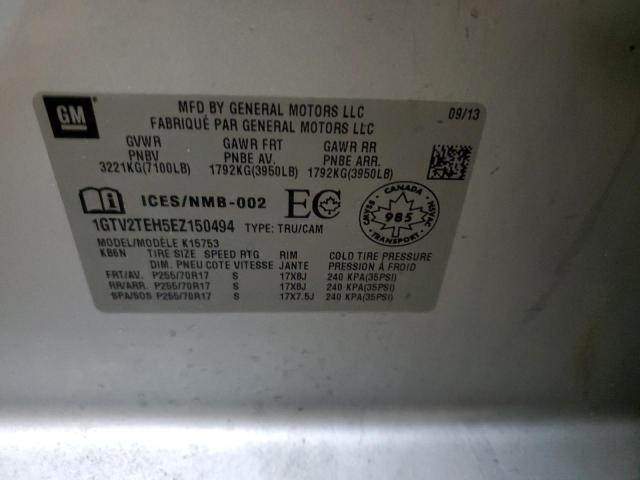 GM
MFD BY GENERAL MOTORS LLC 09/13
FABRIQUÉ PAR GENERAL MOTORS LLC
GVWR GAWR FRT GAWR RR
PNBV PNBE AV. PNBE ARR.
3221KG(7100LB) 1792KG(3950LB) 1792KG(3950LB)
i ICES/NMB-002 EC
CANADA
CMVSS 985 NSVAC
TRANSPORT
1GTV2TEH5EZ150494 TYPE: TRU/CAM
MODEL/MODÈLE K15753
KB6N TIRE SIZE SPEED RTG RIM COLD TIRE PRESSURE
DIM. PNEU COTE VITESSE JANTE PRESSION À FROID
FRT/AV. P255/70R17 S 17X8J 240 KPA(35PSI)
RR/ARR. P255/70R17 S 17X8J 240 KPA(35PSI)
SPA/SOS P255/70R17 S 17X7.5J 240 KPA(35PSI)